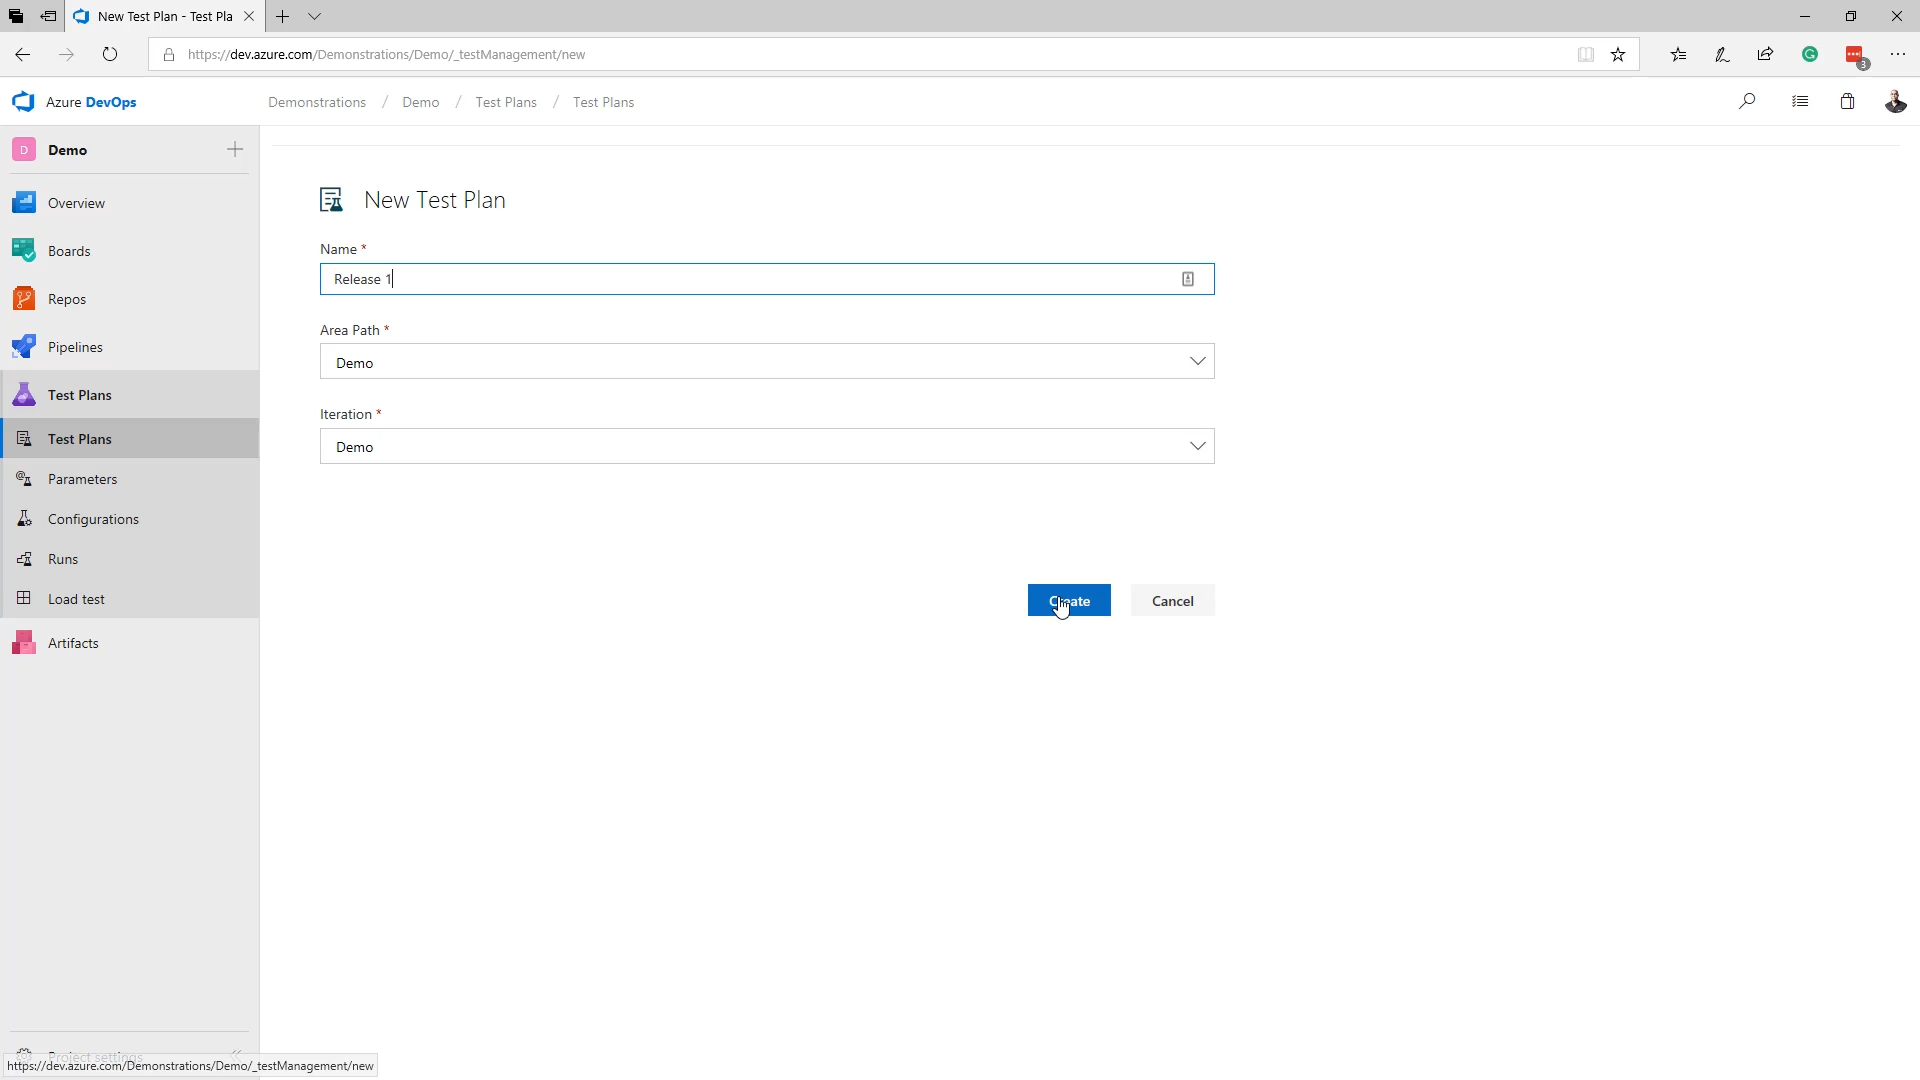 New Test Plan - Test Pla
https://dev.azure.com/Demonstrations/Demo/_testManagement/new
3
Azure DevOps
Demonstrations / Demo / Test Plans / Test Plans
D Demo
Overview
Boards
Repos
Pipelines
Test Plans
Test Plans
Parameters
Configurations
Runs
Load test
Artifacts
New Test Plan
Name *
Release 1
Area Path *
Demo
Iteration *
Demo
Create
Cancel
Project settings
https://dev.azure.com/Demonstrations/Demo/_testManagement/new